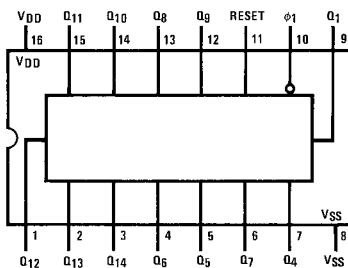 VDD Q11 Q10 Q8 Q9 RESET ϕ1 Q1
16 15 14 13 12 11 10 9
VDD
VSS
1 2 3 4 5 6 7 8
Q12 Q13 Q14 Q6 Q5 Q7 Q4 VSS